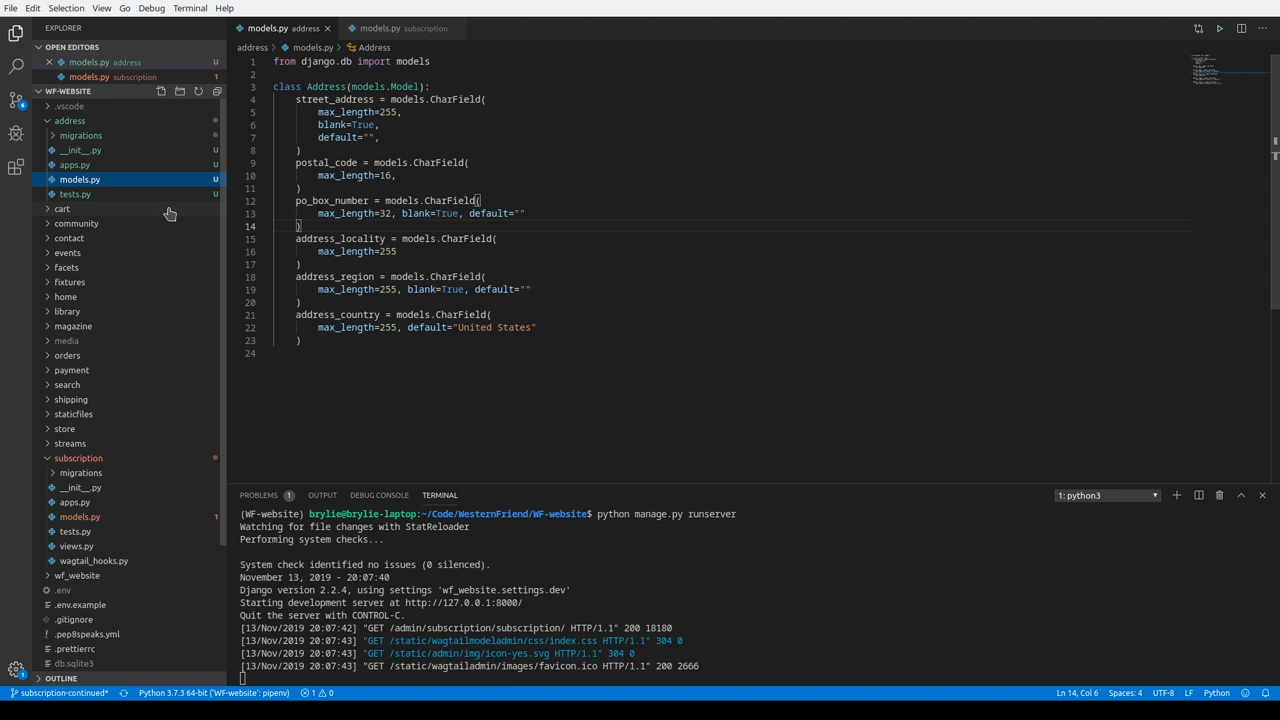 File Edit Selection View Go Debug Terminal Help
EXPLORER
OPEN EDITORS
models.py address U
models.py subscription 1
WF-WEBSITE
.vscode
address
migrations
__init__.py U
apps.py U
models.py U
tests.py U
cart
community
contact
events
facets
fixtures
home
library
magazine
media
orders
payment
search
shipping
staticfiles
store
streams
subscription
migrations
__init__.py
apps.py
models.py 1
tests.py
views.py
wagtail_hooks.py
wf_website
.env
.env.example
.gitignore
.pep8speaks.yml
.prettierrc
db.sqlite3
OUTLINE
6
1
models.py address models.py subscription
address > models.py > Address
1 from django.db import models
2
3 class Address(models.Model):
4 street_address = models.CharField(
5 max_length=255,
6 blank=True,
7 default="",
8 )
9 postal_code = models.CharField(
10 max_length=16,
11 )
12 po_box_number = models.CharField(
13 max_length=32, blank=True, default=""
14 )
15 address_locality = models.CharField(
16 max_length=255
17 )
18 address_region = models.CharField(
19 max_length=255, blank=True, default=""
20 )
21 address_country = models.CharField(
22 max_length=255, default="United States"
23 )
24
PROBLEMS 1 OUTPUT DEBUG CONSOLE TERMINAL 1: python3
(WF-website) brylie@brylie-laptop:~/Code/WesternFriend/WF-website$ python manage.py runserver
Watching for file changes with StatReloader
Performing system checks...
System check identified no issues (0 silenced).
November 13, 2019 - 20:07:40
Django version 2.2.4, using settings 'wf_website.settings.dev'
Starting development server at http://127.0.0.1:8000/
Quit the server with CONTROL-C.
[13/Nov/2019 20:07:42] "GET /admin/subscription/subscription/ HTTP/1.1" 200 18180
[13/Nov/2019 20:07:43] "GET /static/wagtailmodeladmin/css/index.css HTTP/1.1" 304 0
[13/Nov/2019 20:07:43] "GET /static/admin/img/icon-yes.svg HTTP/1.1" 304 0
[13/Nov/2019 20:07:43] "GET /static/wagtailadmin/images/favicon.ico HTTP/1.1" 200 2666
subscription-continued* Python 3.7.3 64-bit ('WF-website': pipenv) 1 0 Ln 14, Col 6 Spaces: 4 UTF-8 LF Python